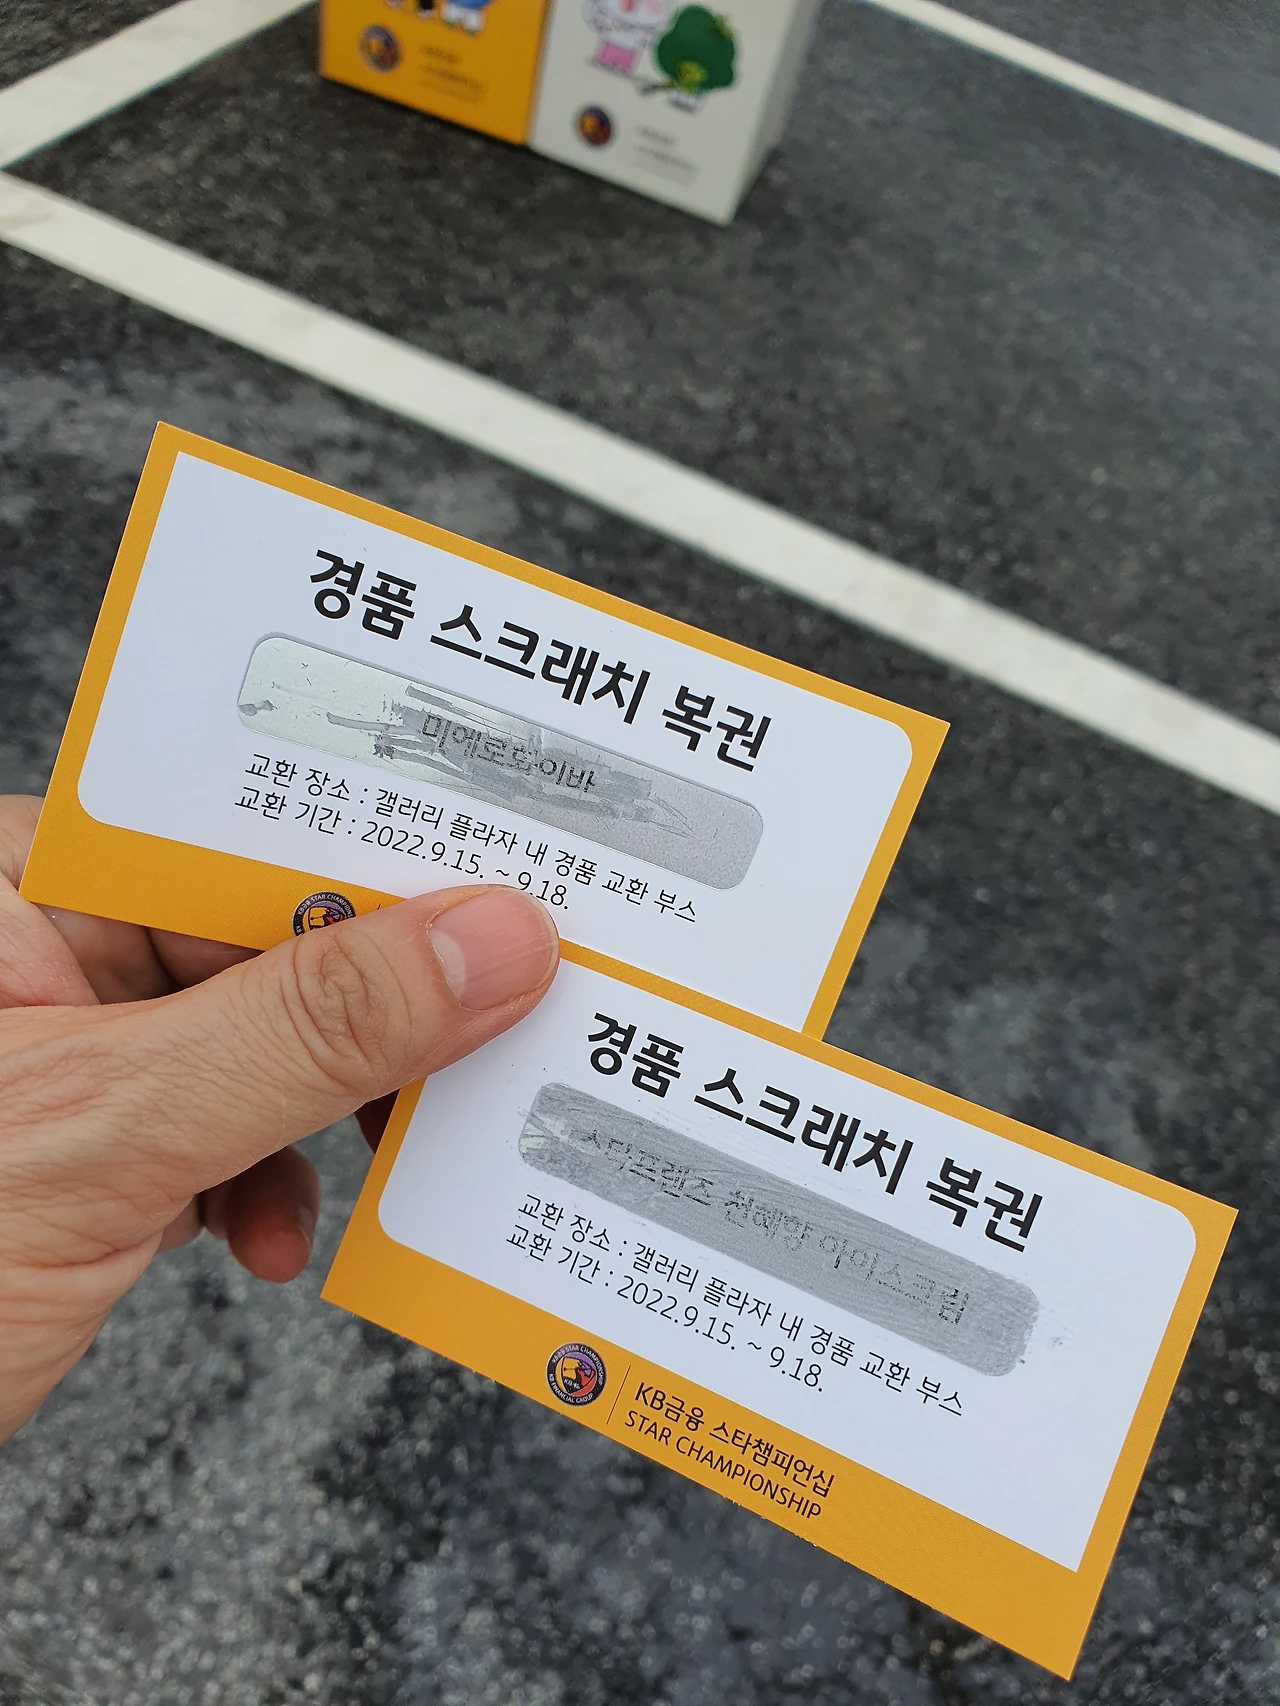 경품 스크래치 복권
미에로화이바
교환 장소 : 갤러리 플라자 내 경품 교환 부스
교환 기간 : 2022.9.15. ~ 9.18.
경품 스크래치 복권
스타프렌즈 천혜향 아이스크림
교환 장소 : 갤러리 플라자 내 경품 교환 부스
교환 기간 : 2022.9.15. ~ 9.18.
KB금융 스타챔피언십
STAR CHAMPIONSHIP